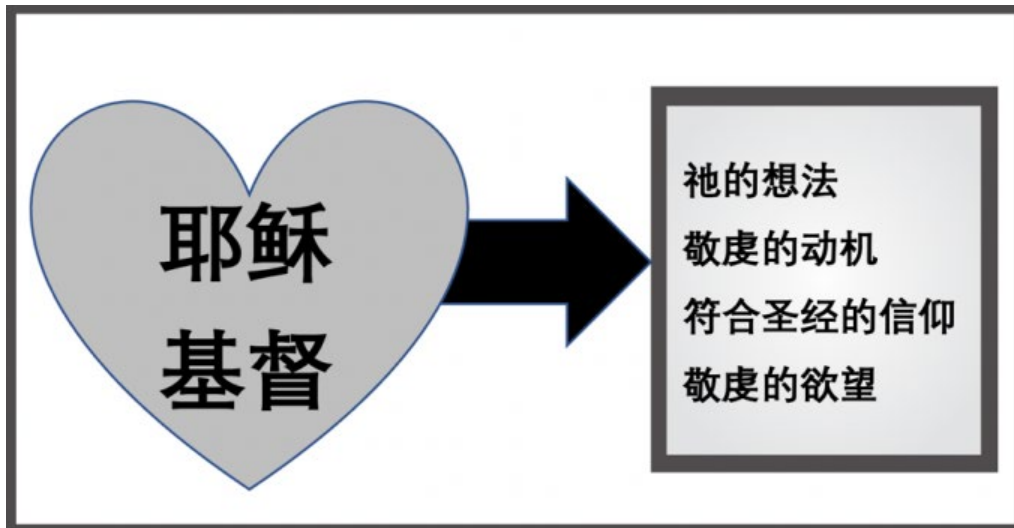 耶稣
基督
祂的想法
敬虔的动机
符合圣经的信仰
敬虔的欲望